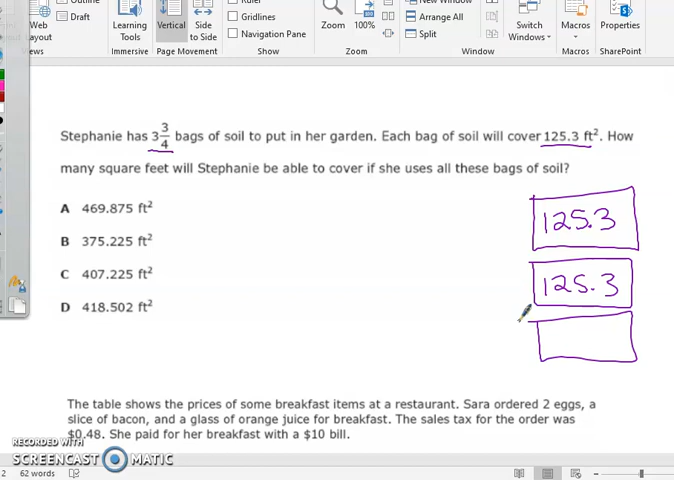 Web
Layout
Draft
Learning
Tools
Vertical
Side
to Side
Gridlines
Navigation Pane
Zoom
100%
Arrange All
Split
Switch
Windows
Macros
Properties
Views
Immersive
Page Movement
Show
Zoom
Window
Macros
SharePoint
Stephanie has 3 3/4 bags of soil to put in her garden. Each bag of soil will cover 125.3 ft². How
many square feet will Stephanie be able to cover if she uses all these bags of soil?
A 469.875 ft²
B 375.225 ft²
C 407.225 ft²
D 418.502 ft²
125.3
125.3
The table shows the prices of some breakfast items at a restaurant. Sara ordered 2 eggs, a
slice of bacon, and a glass of orange juice for breakfast. The sales tax for the order was
$0.48. She paid for her breakfast with a $10 bill.
RECORDED WITH
SCREENCAST MATIC
2 62 words